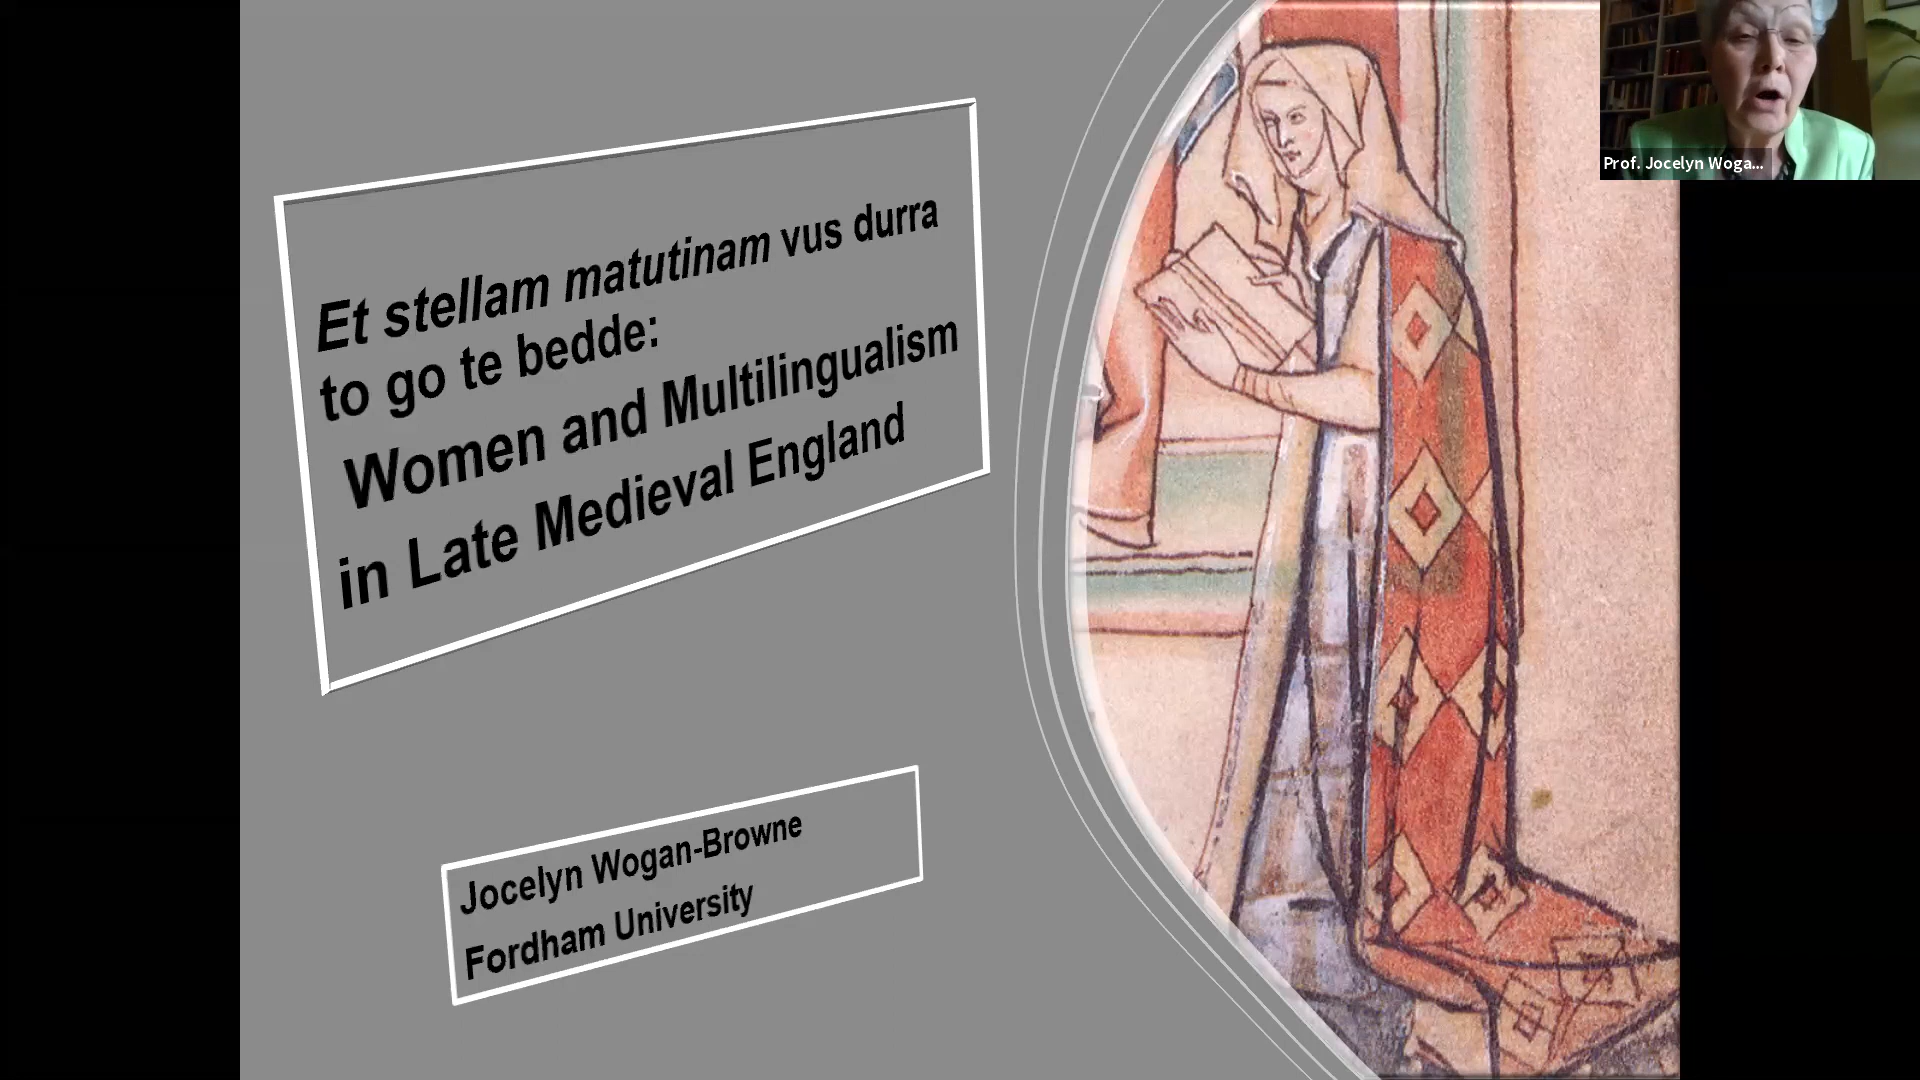 Et stellam matutinam vus durra
to go te bedde:
Women and Multilingualism
in Late Medieval England
Jocelyn Wogan-Browne
Fordham University
Prof. Jocelyn Woga...